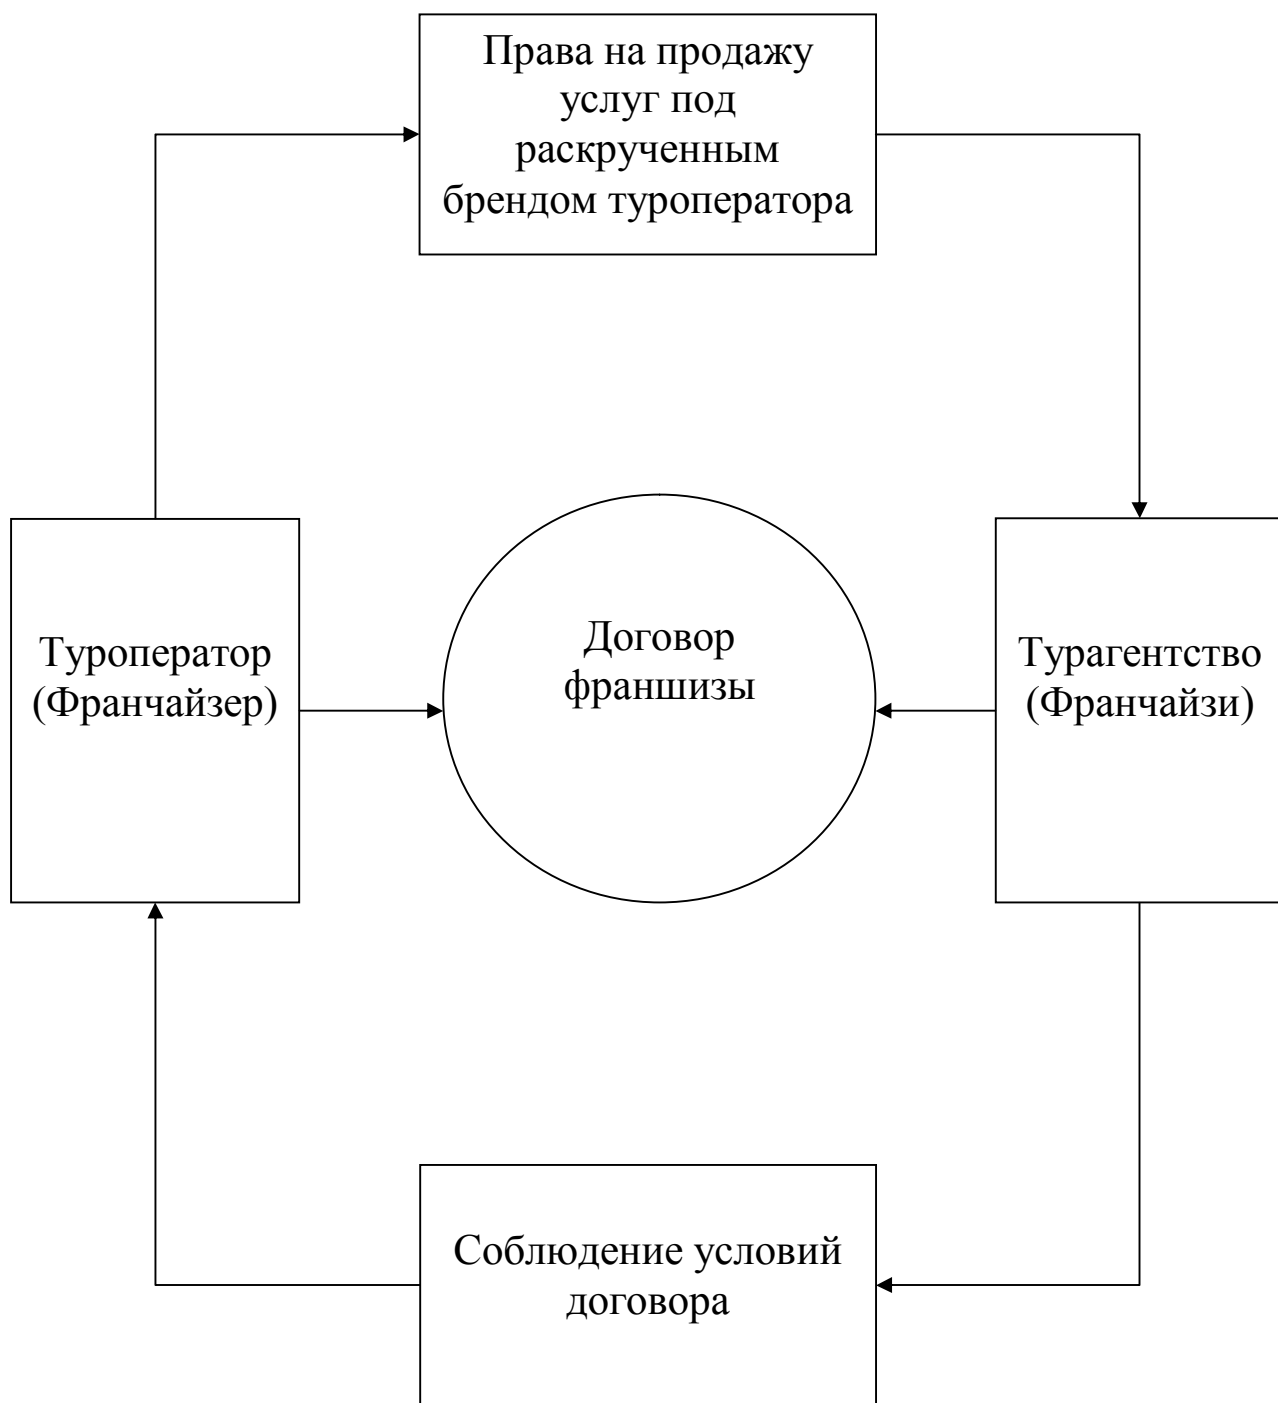 Права на продажу
услуг под
раскрученным
брендом туроператора
Туроператор
(Франчайзер)
Договор
франшизы
Турагентство
(Франчайзи)
Соблюдение условий
договора